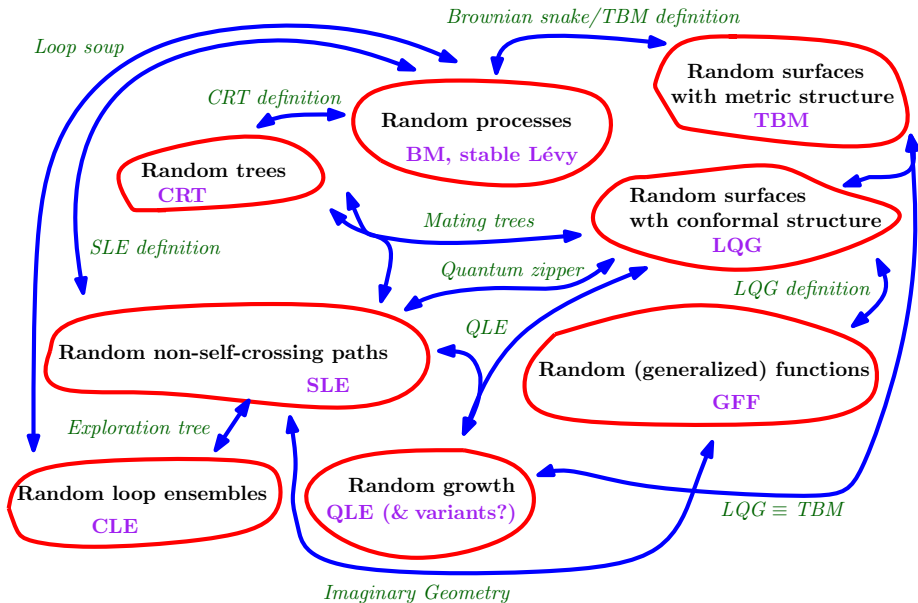 Brownian snake/TBM definition
Loop soup
Random surfaces
with metric structure
TBM
CRT definition
Random processes
BM, stable Lévy
Random trees
CRT
Random surfaces
wth conformal structure
LQG
Mating trees
SLE definition
Quantum zipper
LQG definition
QLE
Random non-self-crossing paths
SLE
Random (generalized) functions
GFF
Exploration tree
Random loop ensembles
CLE
Random growth
QLE (& variants?)
LQG ≡ TBM
Imaginary Geometry